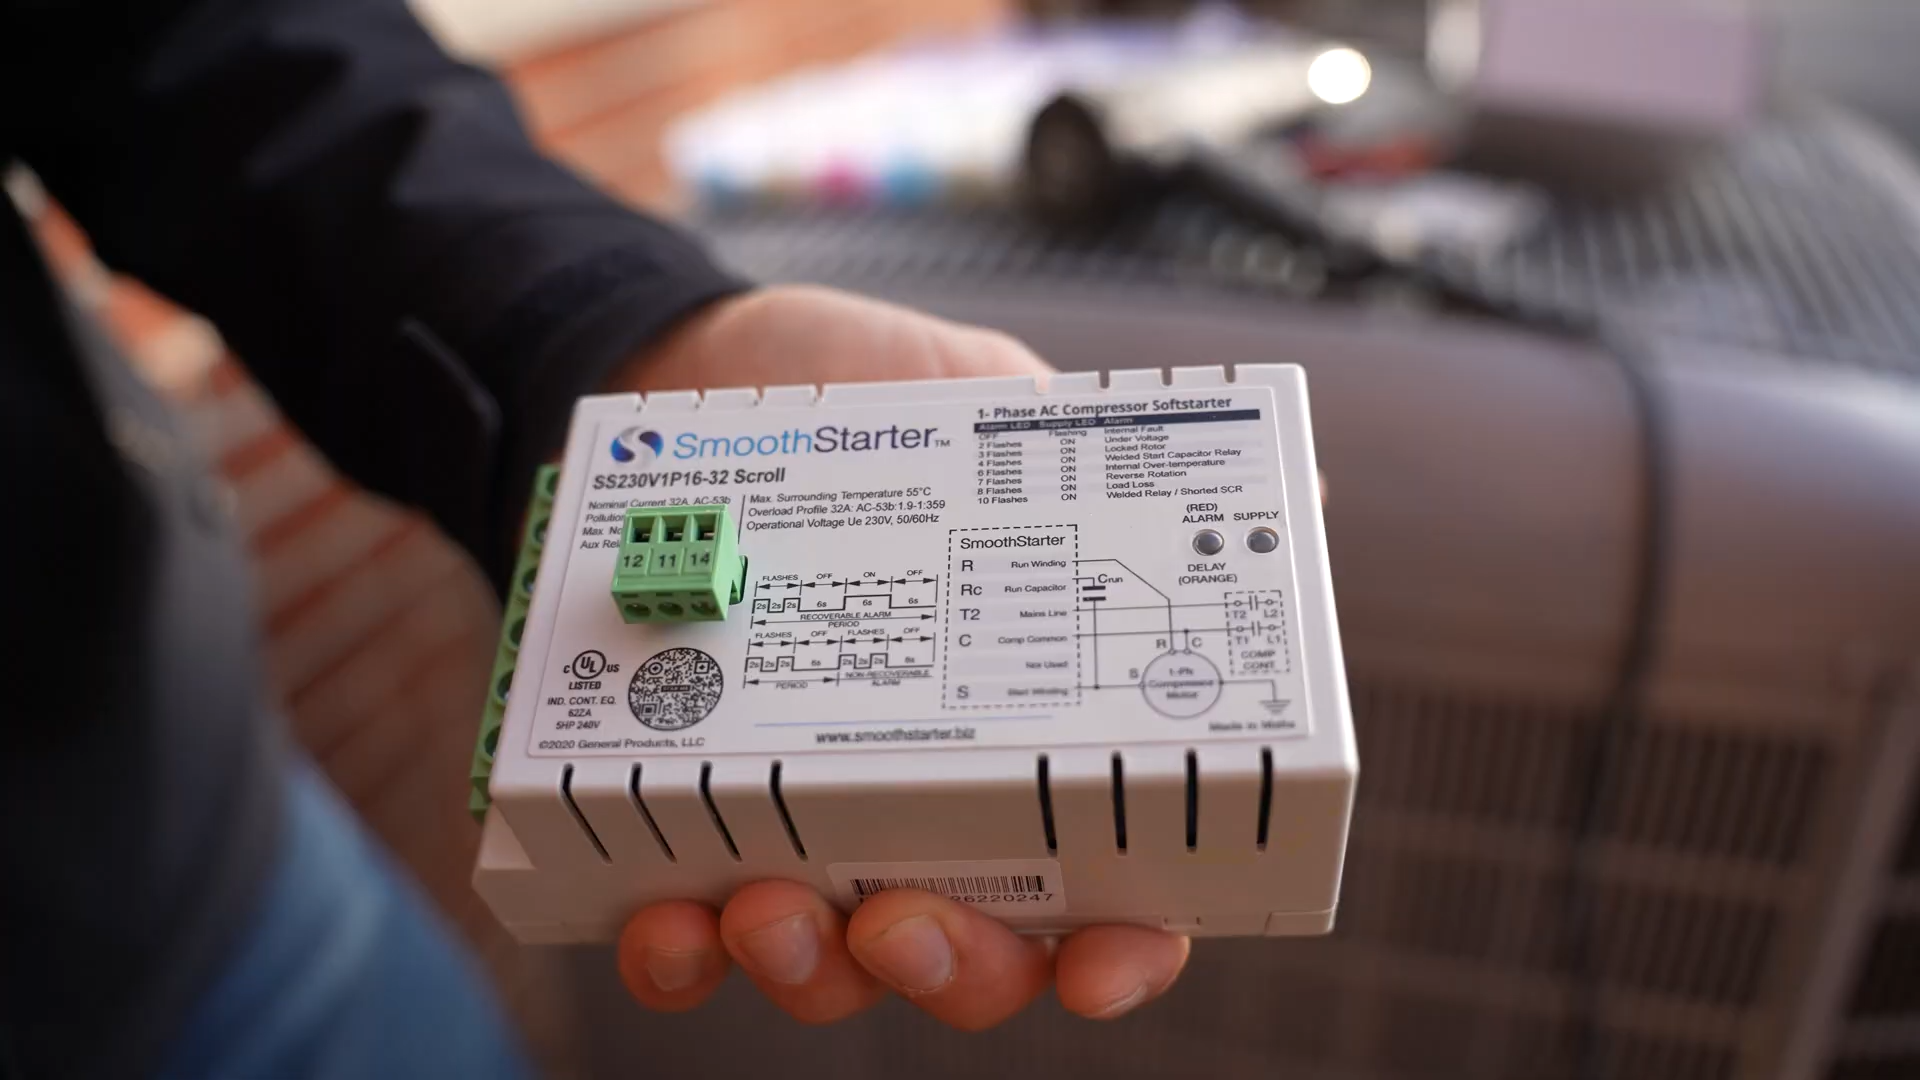 SmoothStarter™
SS230V1P16-32 Scroll
Nominal Current 32A, AC-53b
Pollution
Max. No
Aux Rel
Max. Surrounding Temperature 55°C
Overload Profile 32A: AC-53b:1.9-1:359
Operational Voltage Ue 230V, 50/60Hz
12 11 14
1- Phase AC Compressor Softstarter
Alarm LED Supply LED Alarm
OFF Flashing Internal Fault
2 Flashes ON Under Voltage
3 Flashes ON Locked Rotor
4 Flashes ON Welded Start Capacitor Relay
6 Flashes ON Internal Over-temperature
7 Flashes ON Reverse Rotation
8 Flashes ON Load Loss
10 Flashes ON Welded Relay / Shorted SCR
(RED)
ALARM SUPPLY
DELAY
(ORANGE)
FLASHES OFF ON OFF
2s 2s 2s 6s 6s 6s
RECOVERABLE ALARM
PERIOD
FLASHES OFF FLASHES OFF
2s 2s 2s 6s 2s 2s 2s 6s
PERIOD NON-RECOVERABLE
ALARM
SmoothStarter
R Run Winding
Rc Run Capacitor
T2 Mains Line
C Comp Common
Not Used
S Start Winding
Crun
T2 L2
T1 L1
COMP
CONT
R C
S
1-Ph
Compressor
Motor
C UL US
LISTED
IND. CONT. EQ.
62ZA
5HP 240V
©2020 General Products, LLC
www.smoothstarter.biz
Made in Malta
26220247